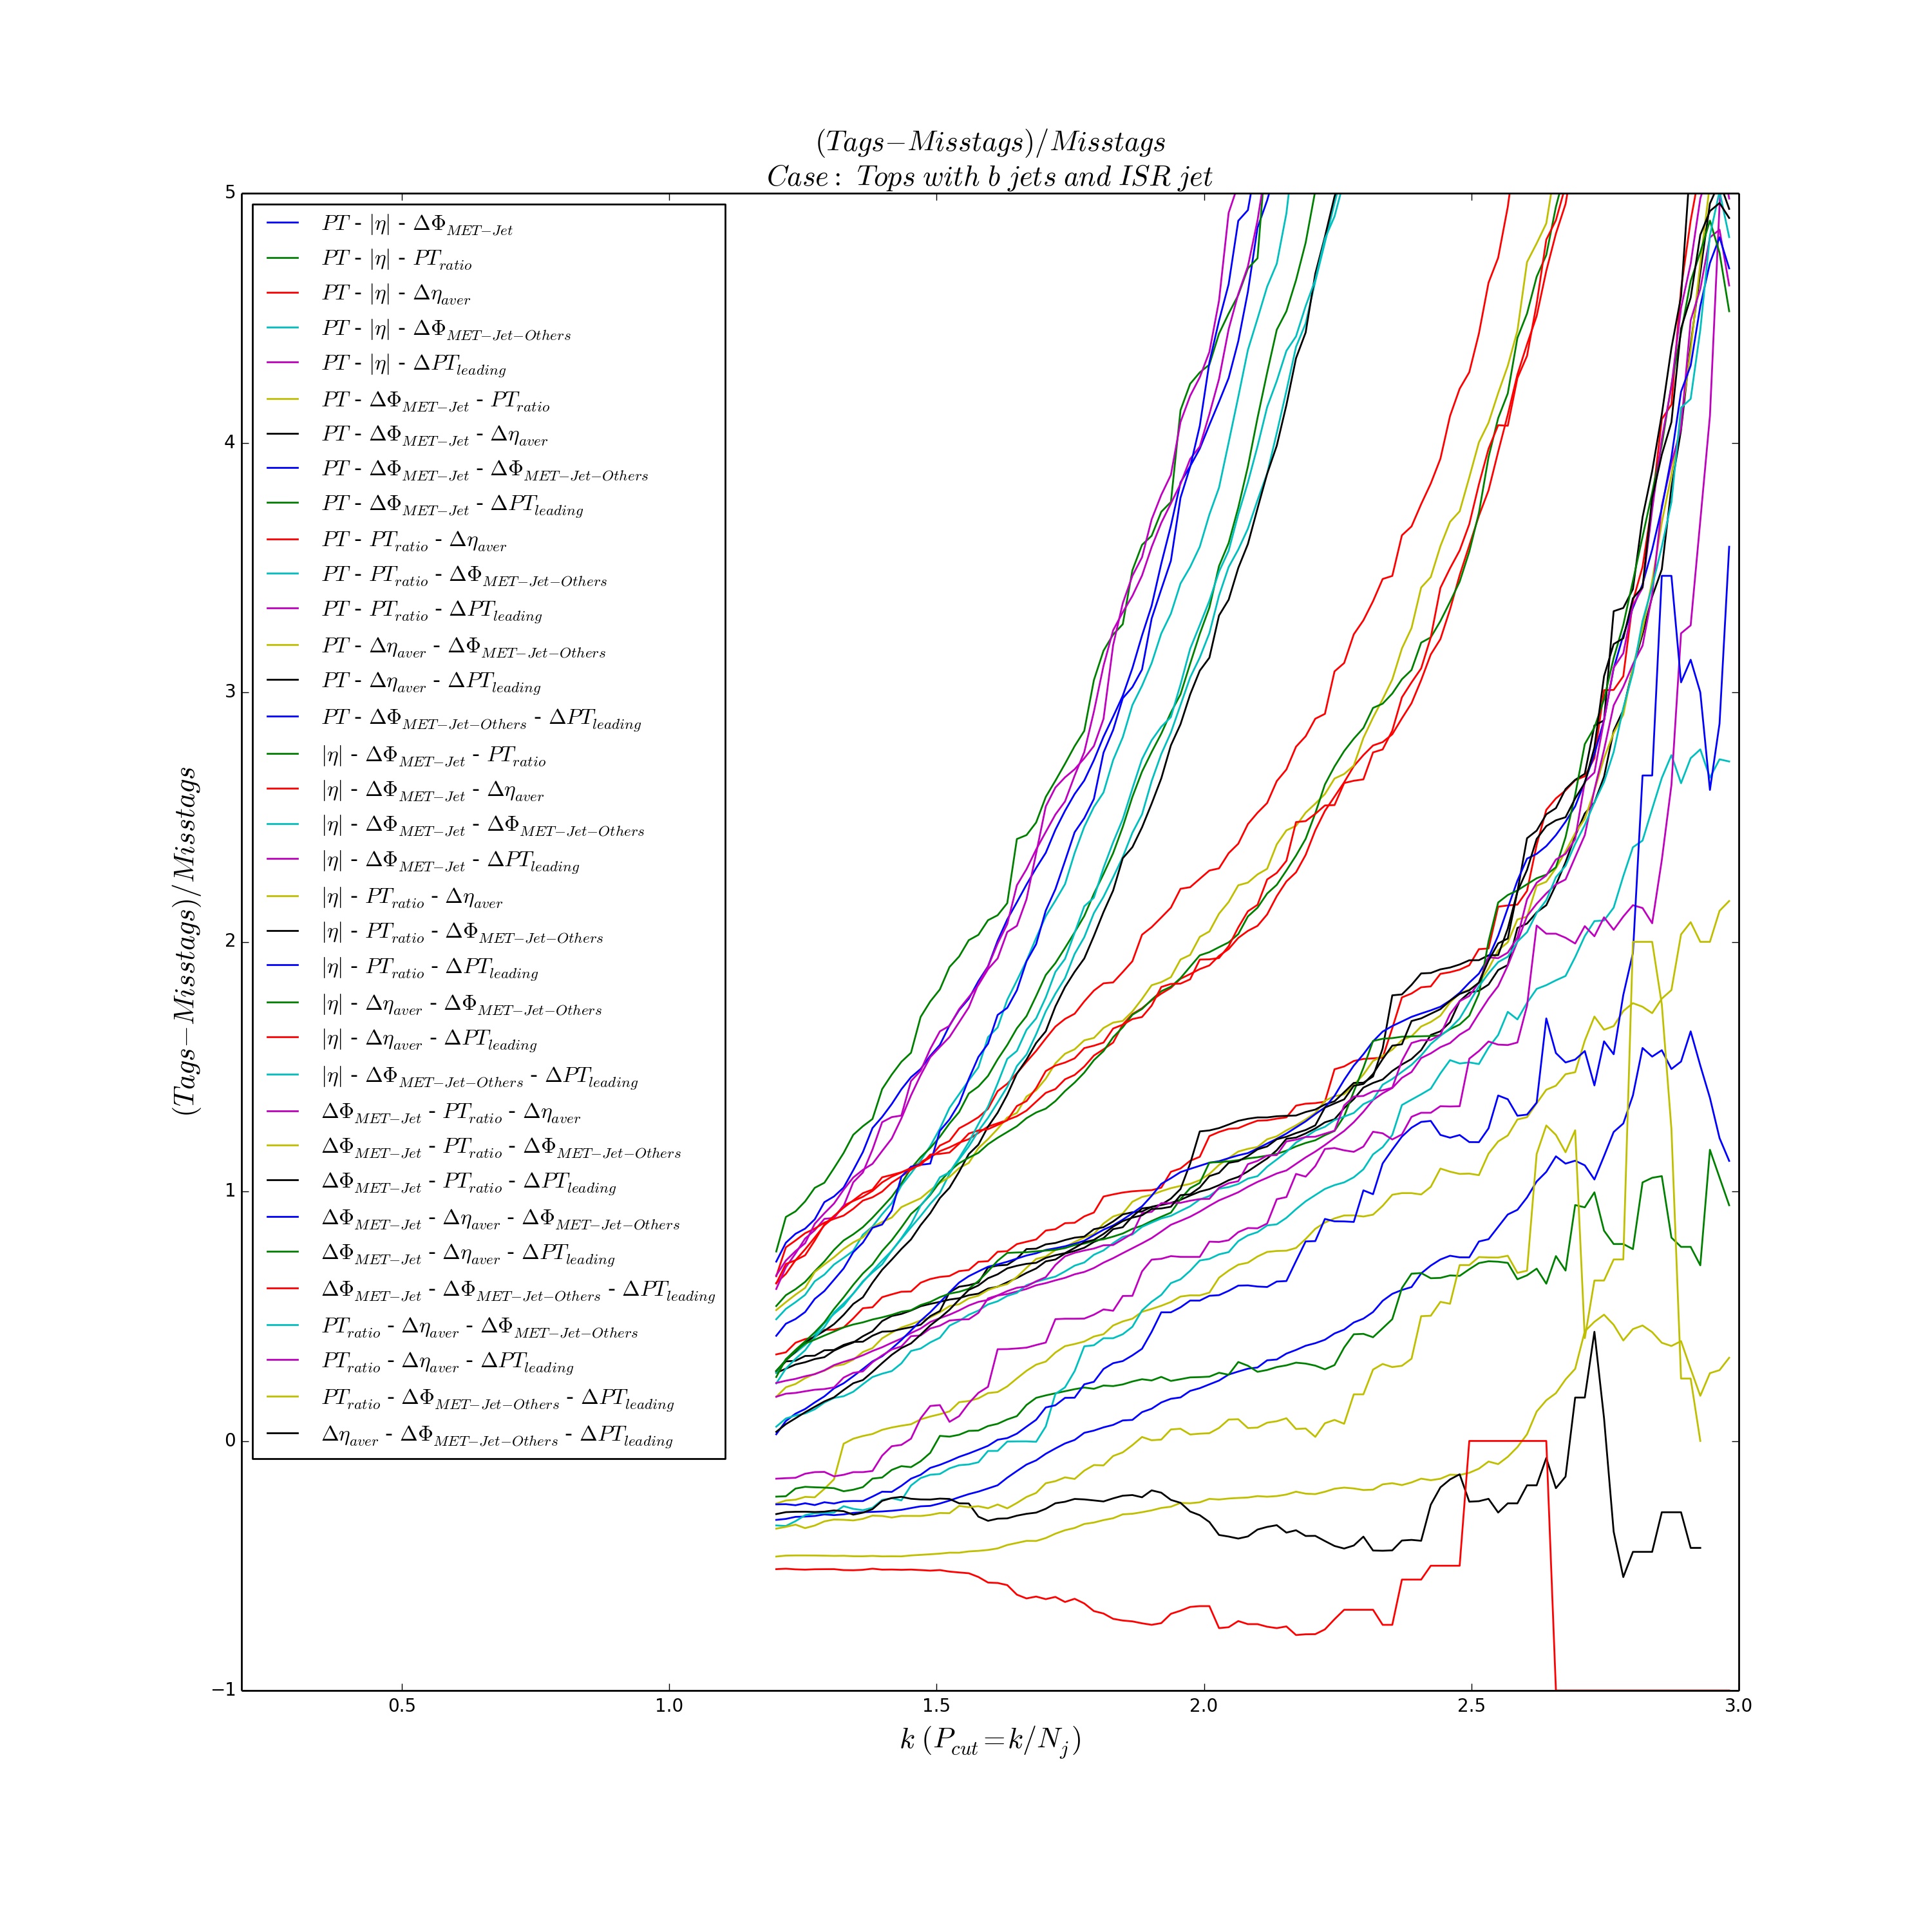 (Tags−Misstags)/Misstags
Case: Tops with b jets and ISR jet
PT - |η| - ΔΦ_{MET−Jet}
PT - |η| - PT_{ratio}
PT - |η| - Δη_{aver}
PT - |η| - ΔΦ_{MET−Jet−Others}
PT - |η| - ΔPT_{leading}
PT - ΔΦ_{MET−Jet} - PT_{ratio}
PT - ΔΦ_{MET−Jet} - Δη_{aver}
PT - ΔΦ_{MET−Jet} - ΔΦ_{MET−Jet−Others}
PT - ΔΦ_{MET−Jet} - ΔPT_{leading}
PT - PT_{ratio} - Δη_{aver}
PT - PT_{ratio} - ΔΦ_{MET−Jet−Others}
PT - PT_{ratio} - ΔPT_{leading}
PT - Δη_{aver} - ΔΦ_{MET−Jet−Others}
PT - Δη_{aver} - ΔPT_{leading}
PT - ΔΦ_{MET−Jet−Others} - ΔPT_{leading}
|η| - ΔΦ_{MET−Jet} - PT_{ratio}
|η| - ΔΦ_{MET−Jet} - Δη_{aver}
|η| - ΔΦ_{MET−Jet} - ΔΦ_{MET−Jet−Others}
|η| - ΔΦ_{MET−Jet} - ΔPT_{leading}
|η| - PT_{ratio} - Δη_{aver}
|η| - PT_{ratio} - ΔΦ_{MET−Jet−Others}
|η| - PT_{ratio} - ΔPT_{leading}
|η| - Δη_{aver} - ΔΦ_{MET−Jet−Others}
|η| - Δη_{aver} - ΔPT_{leading}
|η| - ΔΦ_{MET−Jet−Others} - ΔPT_{leading}
ΔΦ_{MET−Jet} - PT_{ratio} - Δη_{aver}
ΔΦ_{MET−Jet} - PT_{ratio} - ΔΦ_{MET−Jet−Others}
ΔΦ_{MET−Jet} - PT_{ratio} - ΔPT_{leading}
ΔΦ_{MET−Jet} - Δη_{aver} - ΔΦ_{MET−Jet−Others}
ΔΦ_{MET−Jet} - Δη_{aver} - ΔPT_{leading}
ΔΦ_{MET−Jet} - ΔΦ_{MET−Jet−Others} - ΔPT_{leading}
PT_{ratio} - Δη_{aver} - ΔΦ_{MET−Jet−Others}
PT_{ratio} - Δη_{aver} - ΔPT_{leading}
PT_{ratio} - ΔΦ_{MET−Jet−Others} - ΔPT_{leading}
Δη_{aver} - ΔΦ_{MET−Jet−Others} - ΔPT_{leading}
(Tags−Misstags)/Misstags
5
4
3
2
1
0
−1
0.5 1.0 1.5 2.0 2.5 3.0
k (P_{cut}=k/N_j)